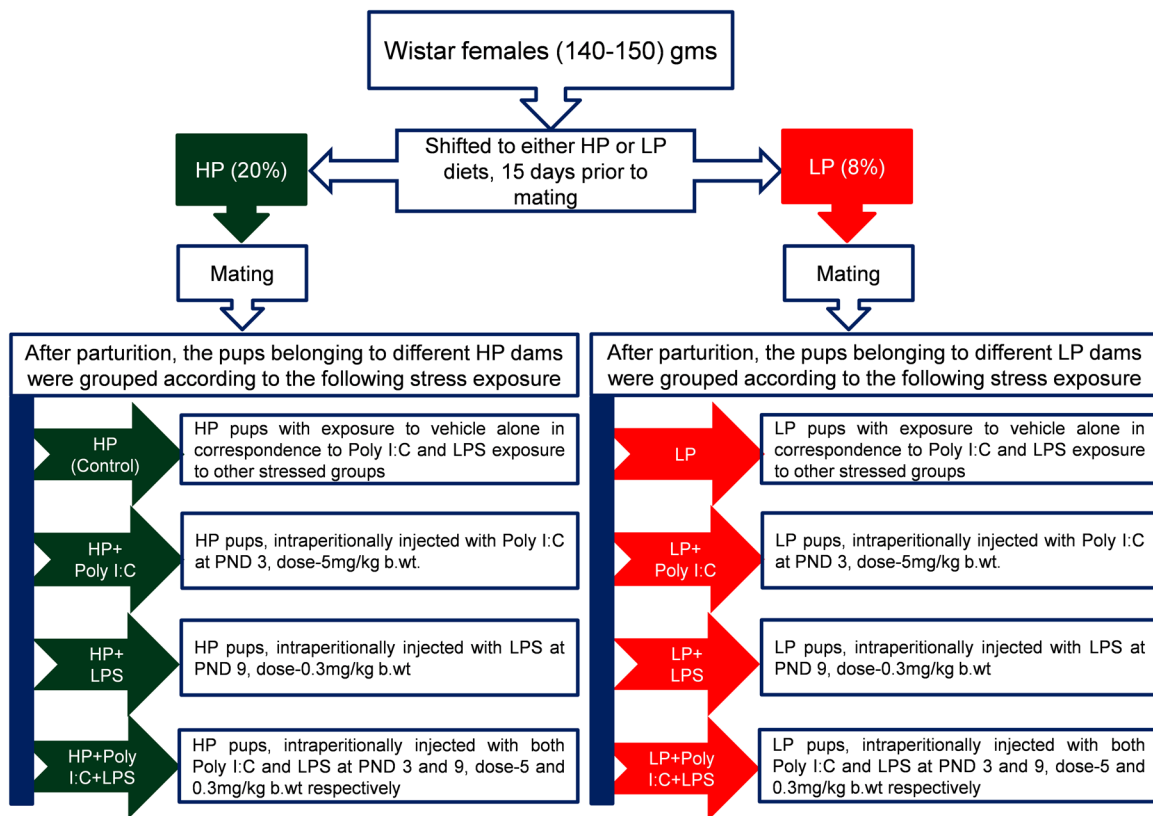 Wistar females (140-150) gms
HP (20%)
Shifted to either HP or LP
diets, 15 days prior to
mating
LP (8%)
Mating
Mating
After parturition, the pups belonging to different HP dams
were grouped according to the following stress exposure
HP
(Control)
HP pups with exposure to vehicle alone in
correspondence to Poly I:C and LPS exposure
to other stressed groups
HP+
Poly I:C
HP pups, intraperitionally injected with Poly I:C
at PND 3, dose-5mg/kg b.wt.
HP+
LPS
HP pups, intraperitionally injected with LPS at
PND 9, dose-0.3mg/kg b.wt
HP+Poly
I:C+LPS
HP pups, intraperitionally injected with both
Poly I:C and LPS at PND 3 and 9, dose-5 and
0.3mg/kg b.wt respectively
After parturition, the pups belonging to different LP dams
were grouped according to the following stress exposure
LP
LP pups with exposure to vehicle alone in
correspondence to Poly I:C and LPS exposure
to other stressed groups
LP+
Poly I:C
LP pups, intraperitionally injected with Poly I:C
at PND 3, dose-5mg/kg b.wt.
LP+
LPS
LP pups, intraperitionally injected with LPS at
PND 9, dose-0.3mg/kg b.wt
LP+Poly
I:C+LPS
LP pups, intraperitionally injected with both
Poly I:C and LPS at PND 3 and 9, dose-5 and
0.3mg/kg b.wt respectively